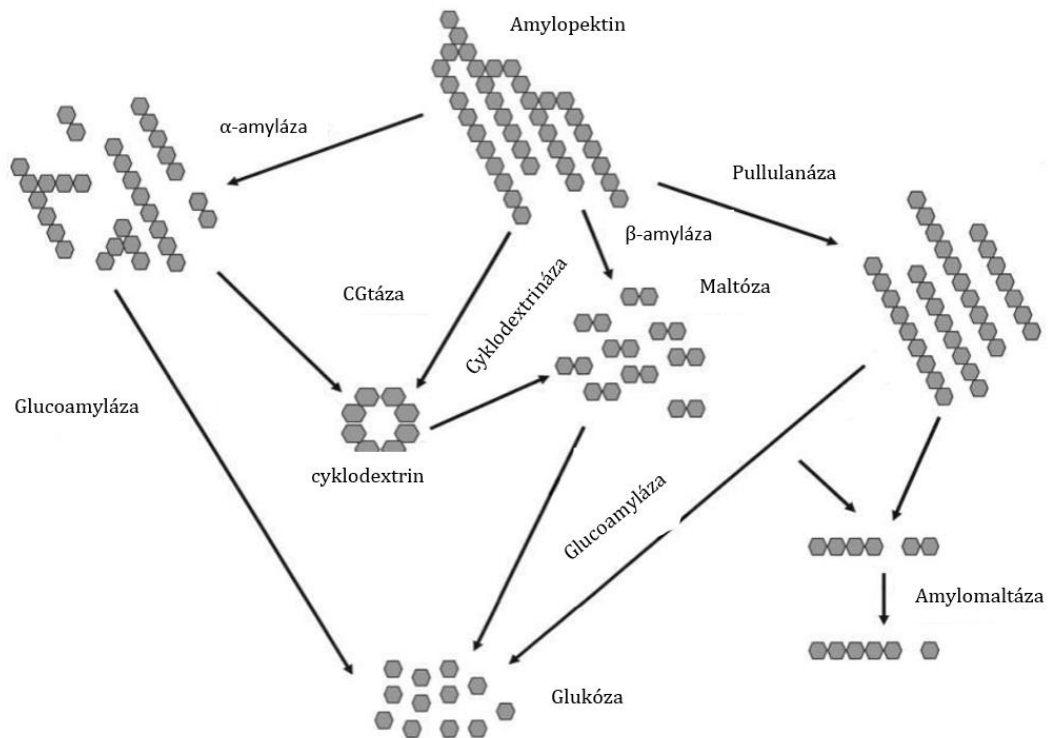 Amylopektin
α-amyláza
Pullulanáza
β-amyláza
CGtáza
Cyklodextrináza
Maltóza
Glucoamyláza
cyklodextrin
Glucoamyláza
Amylomaltáza
Glukóza